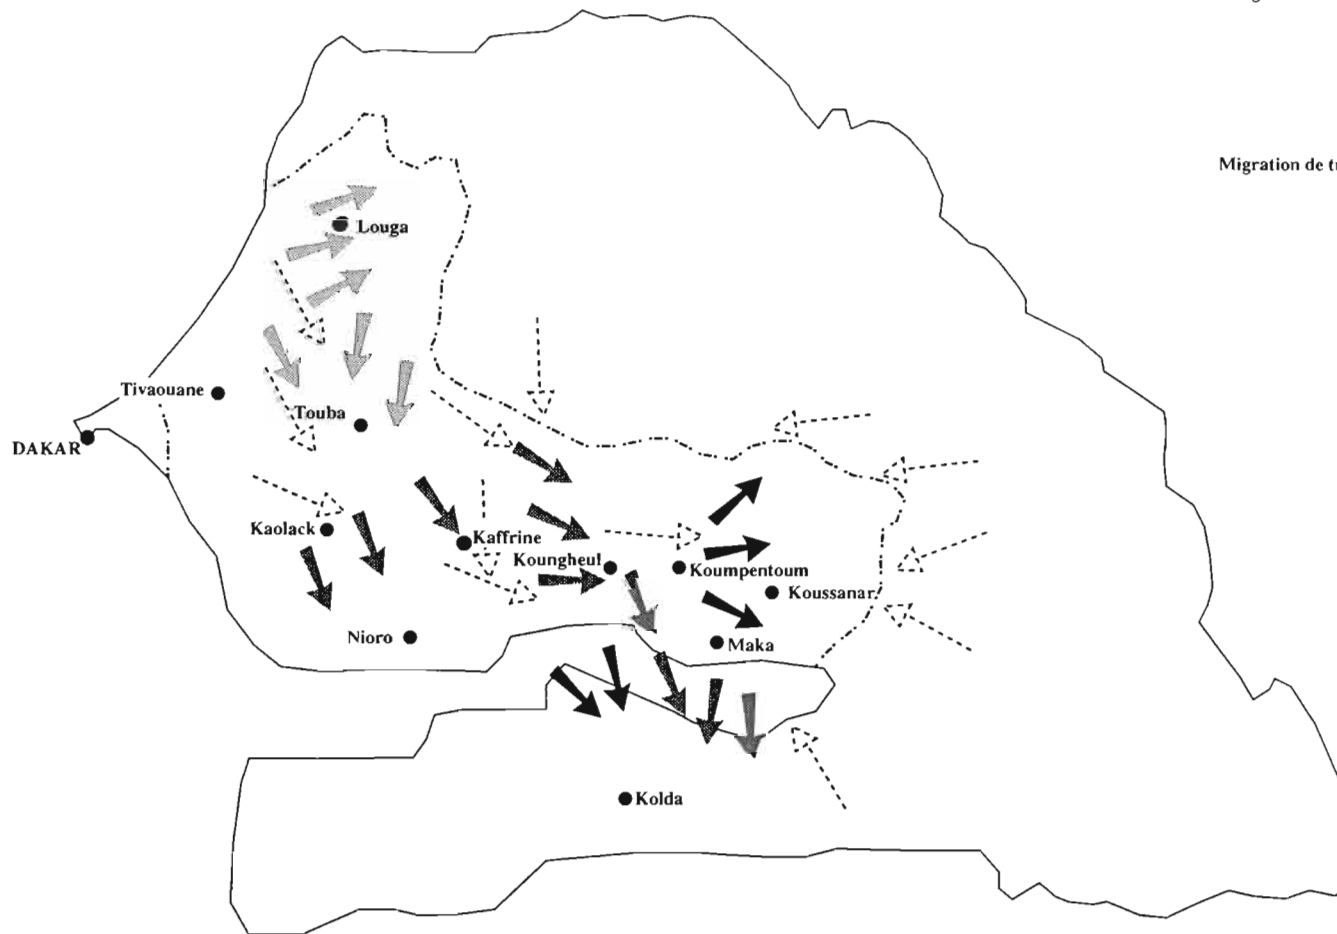 Migration de
Louga
Tivaouane
Touba
DAKAR
Kaolack
Kaffrine
Koungheul
Koumpentoum
Koussanar
Nioro
Maka
Kolda